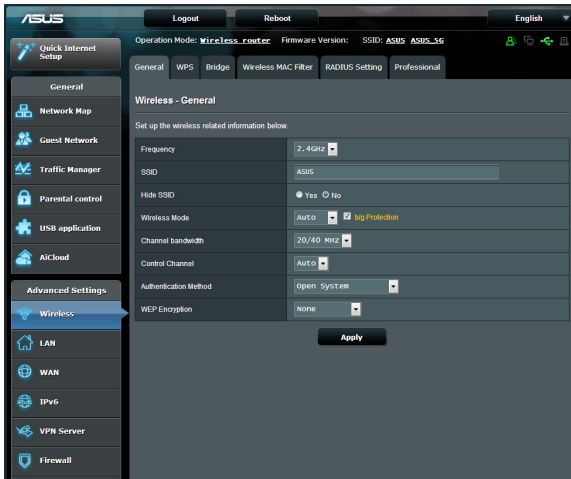 ASUS
Logout
Reboot
English
Quick Internet
Setup
Operation Mode: Wireless router Firmware Version: SSID: ASUS ASUS_5G
General
WPS
Bridge
Wireless MAC Filter
RADIUS Setting
Professional
General
Network Map
Guest Network
Traffic Manager
Parental control
USB application
AiCloud
Advanced Settings
Wireless
LAN
WAN
IPv6
VPN Server
Firewall
Wireless - General
Set up the wireless related information below.
Frequency 2.4GHz
SSID ASUS
Hide SSID Yes No
Wireless Mode Auto b/g Protection
Channel bandwidth 20/40 MHz
Control Channel Auto
Authentication Method Open System
WEP Encryption None
Apply